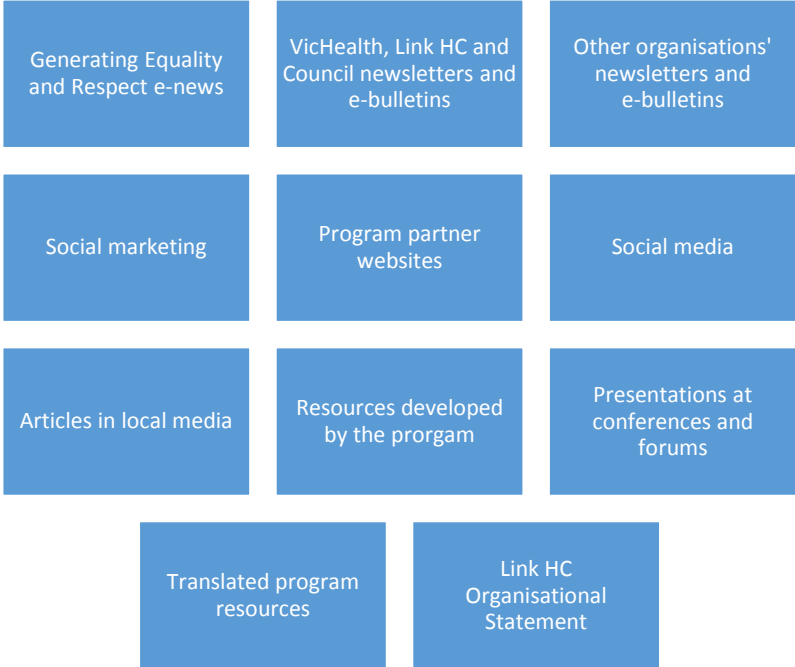 Generating Equality
and Respect e-news
VicHealth, Link HC and
Council newsletters and
e-bulletins
Other organisations'
newsletters and
e-bulletins
Social marketing
Program partner
websites
Social media
Articles in local media
Resources developed
by the prorgam
Presentations at
conferences and
forums
Translated program
resources
Link HC
Organisational
Statement